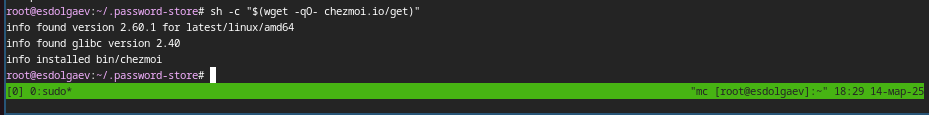 root@esdolgaev:~/.password-store# sh -c "$(wget -qO- chezmoi.io/get)"
info found version 2.60.1 for latest/linux/amd64
info found glibc version 2.40
info installed bin/chezmoi
root@esdolgaev:~/.password-store#
[0] 0:sudo* "mc [root@esdolgaev]:~" 18:29 14-мар-25